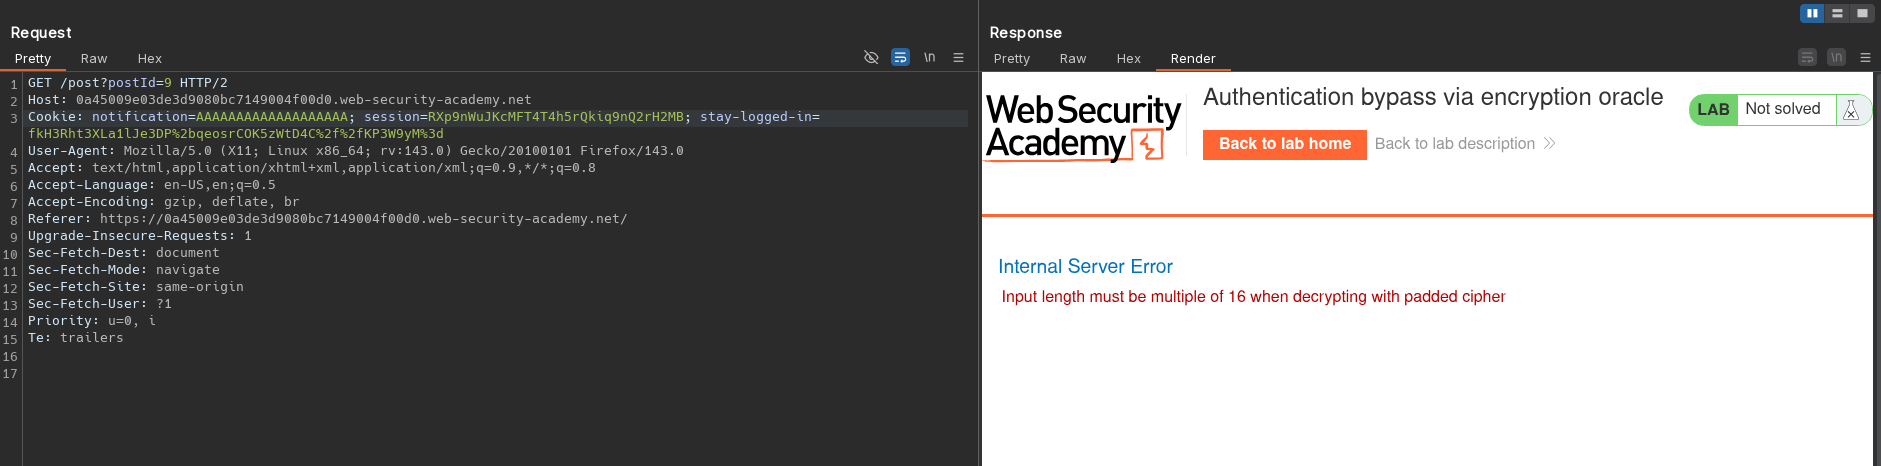 Request
Pretty Raw Hex \n
1 GET /post?postId=9 HTTP/2
2 Host: 0a45009e03de3d9080bc7149004f00d0.web-security-academy.net
3 Cookie: notification=AAAAAAAAAAAAAAAAAAA; session=RXp9nWuJKcMFT4T4h5rQkiq9nQ2rH2MB; stay-logged-in=
fkH3Rht3XLa1lJe3DP%2bqeosrCOK5zWtD4C%2f%2fKP3W9yM%3d
4 User-Agent: Mozilla/5.0 (X11; Linux x86_64; rv:143.0) Gecko/20100101 Firefox/143.0
5 Accept: text/html,application/xhtml+xml,application/xml;q=0.9,*/*;q=0.8
6 Accept-Language: en-US,en;q=0.5
7 Accept-Encoding: gzip, deflate, br
8 Referer: https://0a45009e03de3d9080bc7149004f00d0.web-security-academy.net/
9 Upgrade-Insecure-Requests: 1
10 Sec-Fetch-Dest: document
11 Sec-Fetch-Mode: navigate
12 Sec-Fetch-Site: same-origin
13 Sec-Fetch-User: ?1
14 Priority: u=0, i
15 Te: trailers
16
17
Response
Pretty Raw Hex Render \n
Web Security
Academy
Authentication bypass via encryption oracle
Back to lab home Back to lab description
LAB Not solved
Internal Server Error
Input length must be multiple of 16 when decrypting with padded cipher